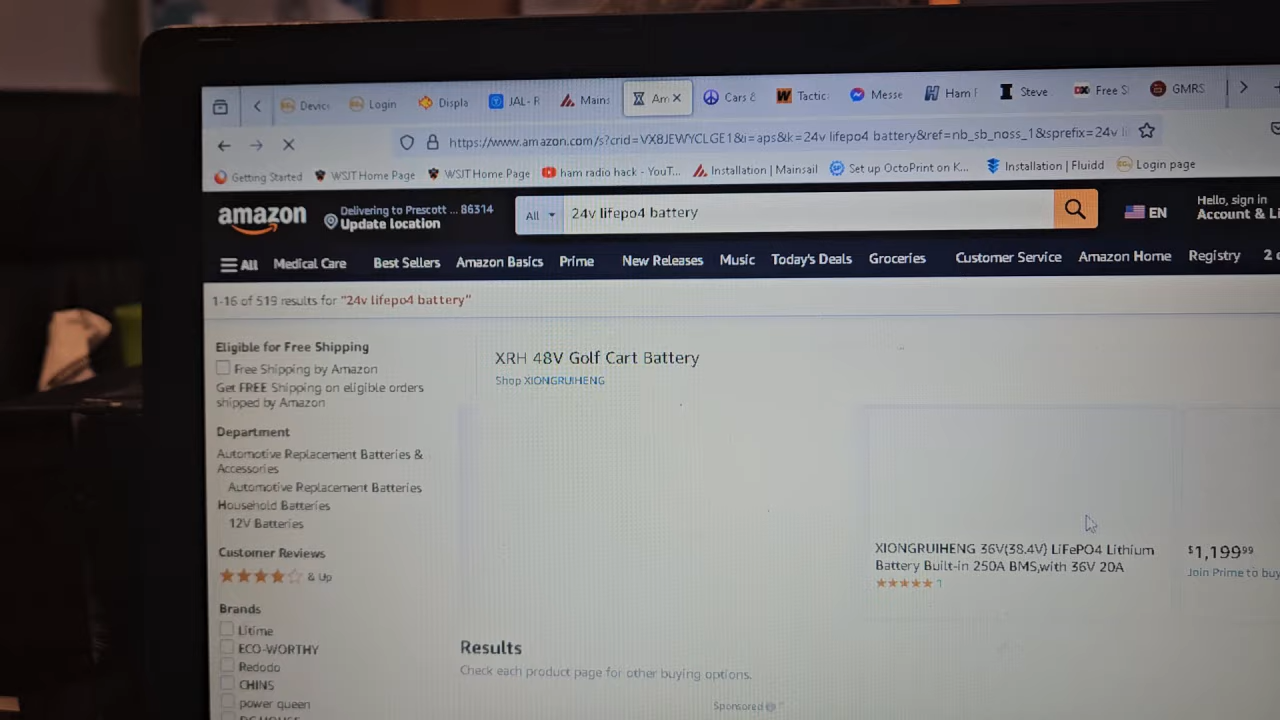 Device
Login
Displa
JAL- F
Mains
Am
Cars &
Tactic
Messe
Ham I
Steve
Free S
GMRS
https://www.amazon.com/s?crid=VX8JEWYCLGE1&i=aps&k=24v lifepo4 battery&ref=nb_sb_noss_1&sprefix=24v li
Getting Started
WSJT Home Page
WSJT Home Page
ham radio hack - YouT...
Installation | Mainsail
Set up OctoPrint on K...
Installation | Fluidd
Login page
amazon
Delivering to Prescott ... 86314
Update location
All
24v lifepo4 battery
EN
Hello, sign in
Account & Li
All
Medical Care
Best Sellers
Amazon Basics
Prime
New Releases
Music
Today's Deals
Groceries
Customer Service
Amazon Home
Registry
1-16 of 519 results for "24v lifepo4 battery"
Eligible for Free Shipping
Free Shipping by Amazon
Get FREE Shipping on eligible orders
shipped by Amazon
Department
Automotive Replacement Batteries &
Accessories
Automotive Replacement Batteries
Household Batteries
12V Batteries
Customer Reviews
& Up
Brands
Litime
ECO-WORTHY
Redodo
CHINS
power queen
XRH 48V Golf Cart Battery
Shop XIONGRUIHENG
XIONGRUIHENG 36V(38.4V) LiFePO4 Lithium
Battery Built-in 250A BMS,with 36V 20A
1
$1,199.99
Join Prime to buy
Results
Check each product page for other buying options.
Sponsored